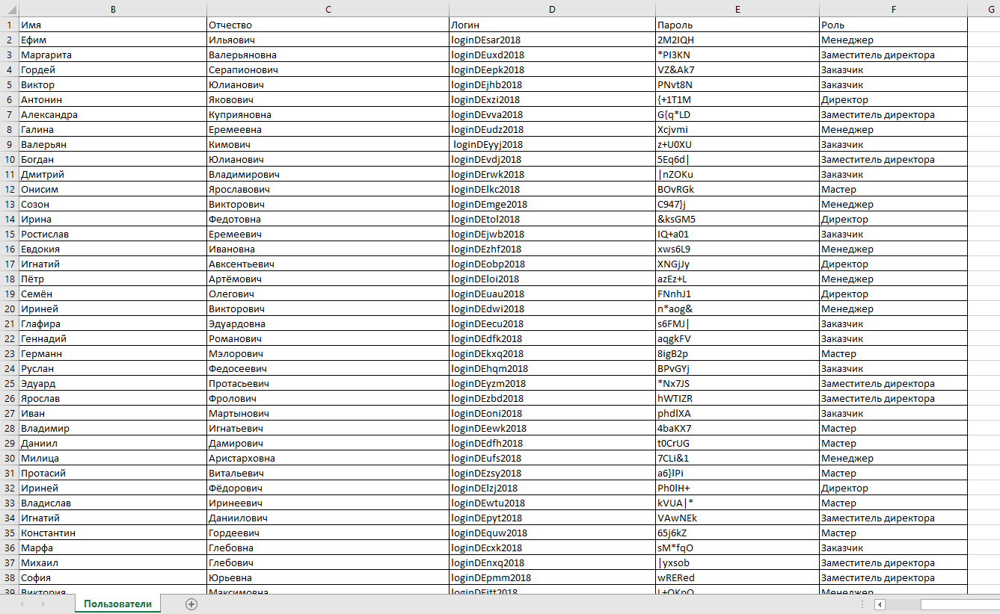 B C D E F G
1 Имя Отчество Логин Пароль Роль
2 Ефим Ильяович loginDEsar2018 2M2IQH Менеджер
3 Маргарита Валерьяновна loginDEuxd2018 *PI3KN Заместитель директора
4 Гордей Серапионович loginDEepk2018 VZ&Ak7 Заказчик
5 Виктор Юлианович loginDEjhb2018 PNvt8N Заказчик
6 Антонин Яковович loginDExzi2018 {+1T1M Директор
7 Александра Куприяновна loginDEvva2018 G{q*LD Заместитель директора
8 Галина Еремеевна loginDEudz2018 Xcjvmi Менеджер
9 Валерьян Кимович loginDEyyj2018 z+U0XU Заказчик
10 Богдан Юлианович loginDEvdj2018 5Eq6d| Заместитель директора
11 Дмитрий Владимирович loginDErwk2018 |nZOKu Заказчик
12 Онисим Ярославович loginDElkc2018 BOvRGk Мастер
13 Созон Викторович loginDEmge2018 C947}j Менеджер
14 Ирина Федотовна loginDEtol2018 &ksGM5 Директор
15 Ростислав Еремеевич loginDEjwb2018 IQ+a01 Заказчик
16 Евдокия Ивановна loginDEzhf2018 xws6L9 Менеджер
17 Игнатий Авксентьевич loginDEobp2018 XNGjJy Директор
18 Пётр Артёмович loginDEloi2018 azEz+L Менеджер
19 Семён Олегович loginDEuau2018 FNnhJ1 Директор
20 Ириней Викторович loginDEdwi2018 n*aog& Менеджер
21 Глафира Эдуардовна loginDEecu2018 s6FMJ| Заказчик
22 Геннадий Романович loginDEdfk2018 aqgkFV Заказчик
23 Германн Мэлорович loginDEkxq2018 8igB2p Мастер
24 Руслан Федосеевич loginDEhqm2018 BPvGYj Заказчик
25 Эдуард Протасьевич loginDEyzm2018 *Nx7JS Заместитель директора
26 Ярослав Фролович loginDEzbd2018 hWTIZR Заместитель директора
27 Иван Мартынович loginDEoni2018 phdlXA Заказчик
28 Владимир Игнатьевич loginDEewk2018 4baKX7 Мастер
29 Даниил Дамирович loginDEdfh2018 t0CrUG Мастер
30 Милица Аристарховна loginDEufs2018 7CLi&1 Менеджер
31 Протасий Витальевич loginDEzsy2018 a6}lPi Мастер
32 Ириней Фёдорович loginDElzj2018 Ph0lH+ Директор
33 Владислав Иринеевич loginDEwtu2018 kVUA|* Мастер
34 Игнатий Даниилович loginDEpyt2018 VAwNEk Заместитель директора
35 Константин Гордеевич loginDEquw2018 65j6kZ Мастер
36 Марфа Глебовна loginDEcxk2018 sM*fqO Заказчик
37 Михаил Глебович loginDEnxq2018 |yxsob Заместитель директора
38 София Юрьевна loginDEpmm2018 wRERed Заместитель директора
39 Виктория Максимовна Менеджер
Пользователи